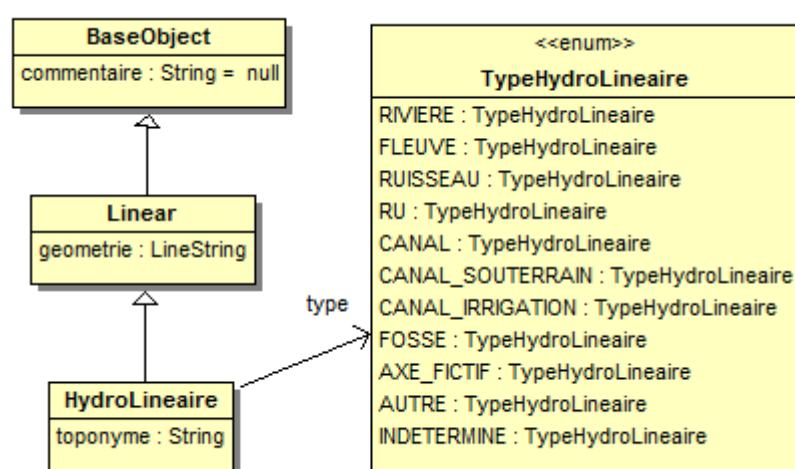 BaseObject
commentaire : String = null
Linear
geometrie : LineString
HydroLineaire
toponyme : String
type
<<enum>>
TypeHydroLineaire
RIVIERE : TypeHydroLineaire
FLEUVE : TypeHydroLineaire
RUISSEAU : TypeHydroLineaire
RU : TypeHydroLineaire
CANAL : TypeHydroLineaire
CANAL_SOUTERRAIN : TypeHydroLineaire
CANAL_IRRIGATION : TypeHydroLineaire
FOSSE : TypeHydroLineaire
AXE_FICTIF : TypeHydroLineaire
AUTRE : TypeHydroLineaire
INDETERMINE : TypeHydroLineaire